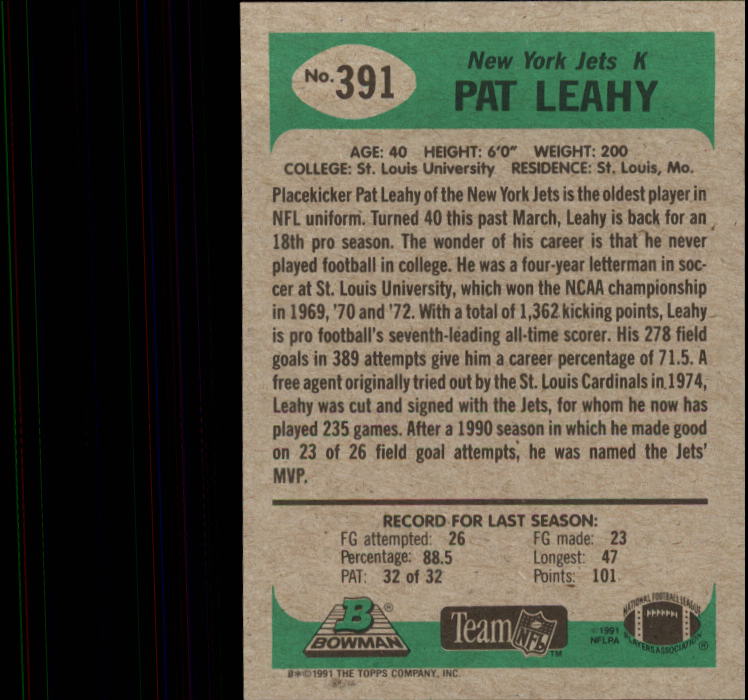 No. 391
New York Jets K
PAT LEAHY
AGE: 40 HEIGHT: 6'0" WEIGHT: 200
COLLEGE: St. Louis University RESIDENCE: St. Louis, Mo.
Placekicker Pat Leahy of the New York Jets is the oldest player in
NFL uniform. Turned 40 this past March, Leahy is back for an
18th pro season. The wonder of his career is that he never
played football in college. He was a four-year letterman in soc-
cer at St. Louis University, which won the NCAA championship
in 1969, '70 and '72. With a total of 1,362 kicking points, Leahy
is pro football's seventh-leading all-time scorer. His 278 field
goals in 389 attempts give him a career percentage of 71.5. A
free agent originally tried out by the St. Louis Cardinals in 1974,
Leahy was cut and signed with the Jets, for whom he now has
played 235 games. After a 1990 season in which he made good
on 23 of 26 field goal attempts, he was named the Jets'
MVP.
RECORD FOR LAST SEASON:
FG attempted: 26 FG made: 23
Percentage: 88.5 Longest: 47
PAT: 32 of 32 Points: 101
B ®
BOWMAN
Team NFL TM
© 1991
NFLPA
NATIONAL FOOTBALL LEAGUE
PLAYERS ASSOCIATION ®
B*©1991 THE TOPPS COMPANY, INC.